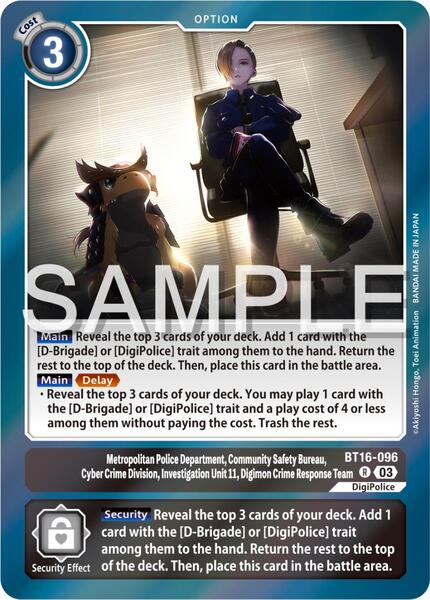 OPTION
Cost
3
SAMPLE
Main Reveal the top 3 cards of your deck. Add 1 card with the
[D-Brigade] or [DigiPolice] trait among them to the hand. Return the
rest to the top of the deck. Then, place this card in the battle area.
Main Delay
・Reveal the top 3 cards of your deck. You may play 1 card with
the [D-Brigade] or [DigiPolice] trait and a play cost of 4 or less
among them without paying the cost. Trash the rest.
©Akiyoshi Hongo, Toei Animation BANDAI MADE IN JAPAN
Metropolitan Police Department, Community Safety Bureau,
Cyber Crime Division, Investigation Unit 11, Digimon Crime Response Team
BT16-096
R 03
DigiPolice
Security Effect
Security Reveal the top 3 cards of your deck. Add 1
card with the [D-Brigade] or [DigiPolice] trait
among them to the hand. Return the rest to the top
of the deck. Then, place this card in the battle area.